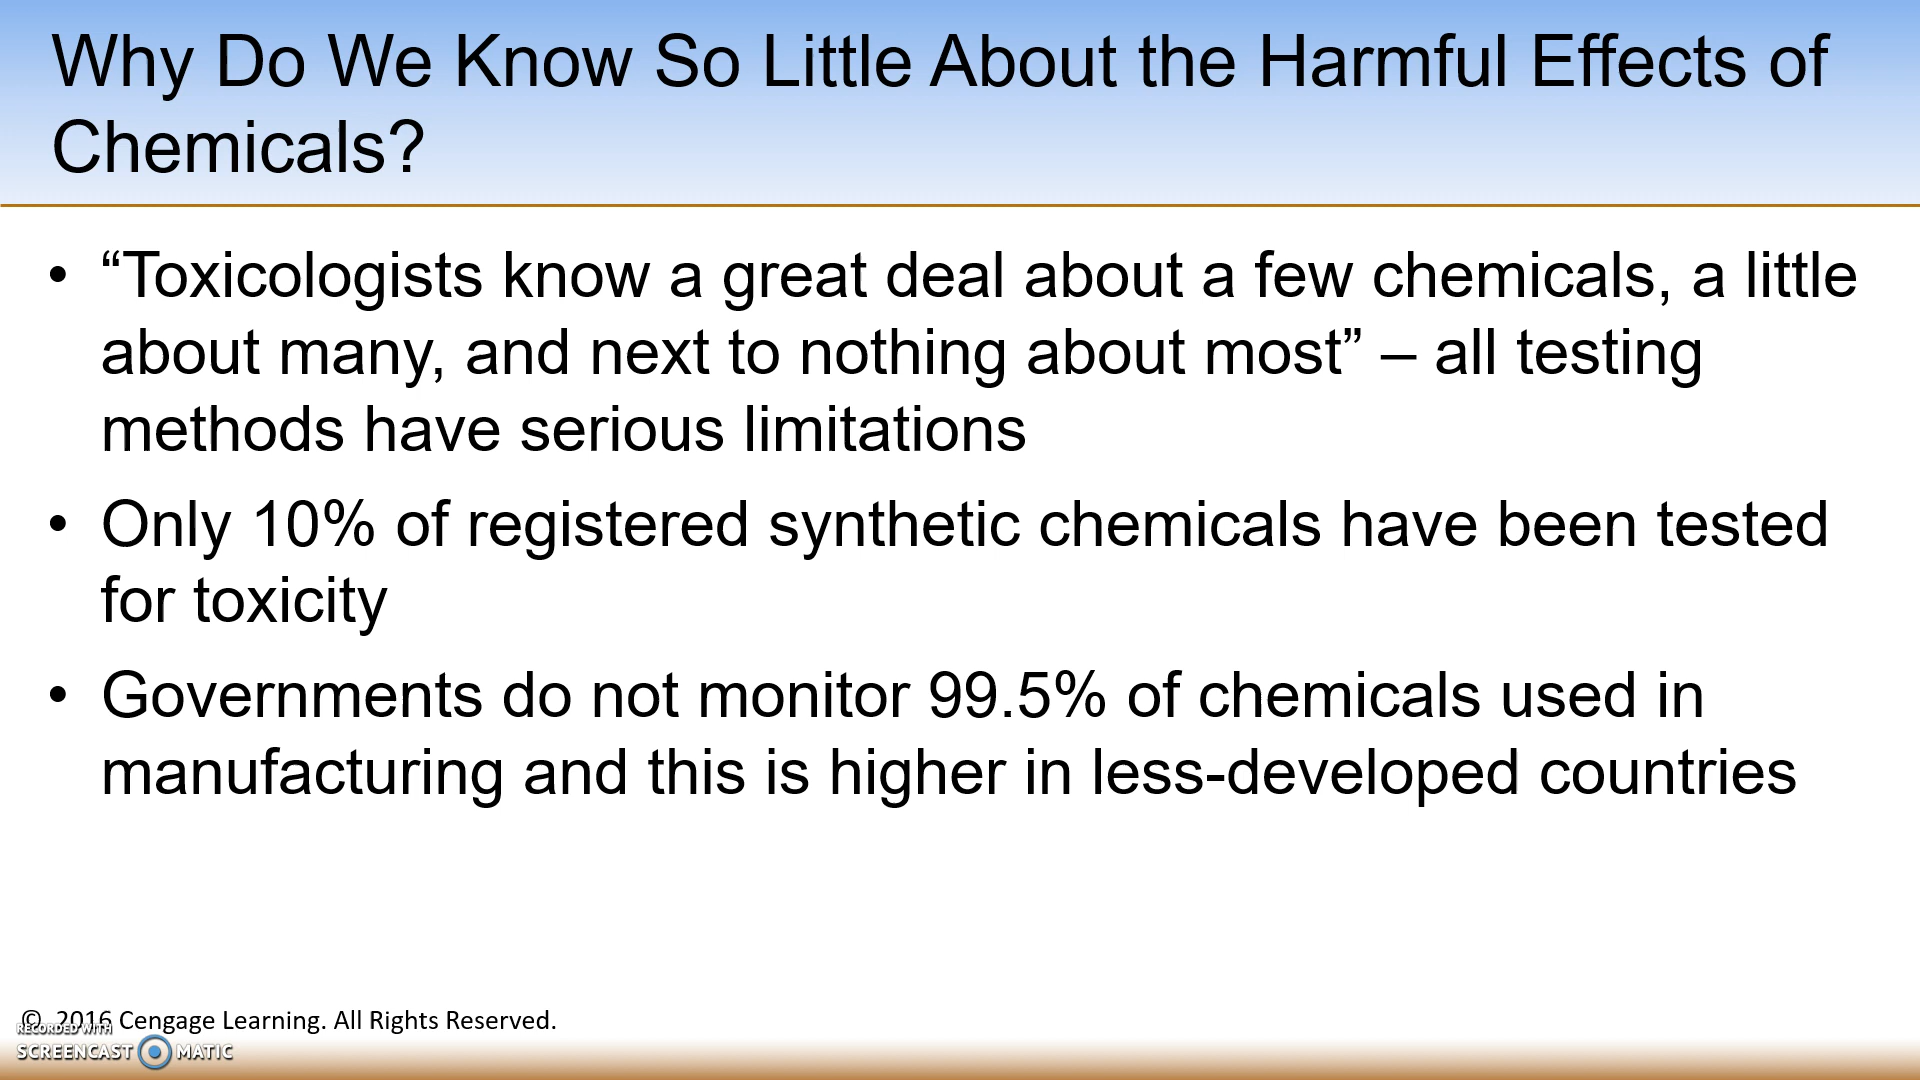 Why Do We Know So Little About the Harmful Effects of
Chemicals?
• “Toxicologists know a great deal about a few chemicals, a little
about many, and next to nothing about most” – all testing
methods have serious limitations
• Only 10% of registered synthetic chemicals have been tested
for toxicity
• Governments do not monitor 99.5% of chemicals used in
manufacturing and this is higher in less-developed countries
© 2016 Cengage Learning. All Rights Reserved.
RECORDED WITH
SCREENCAST MATIC